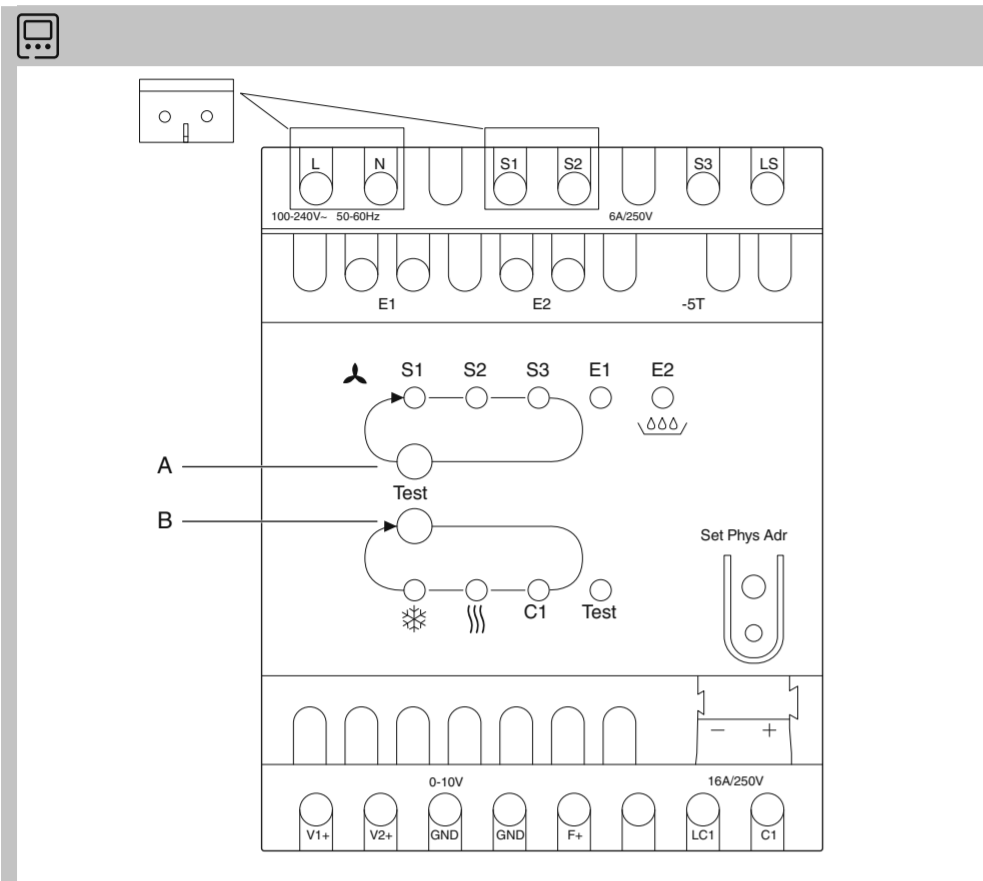 L N S1 S2 S3 LS
100-240V~ 50-60Hz 6A/250V
E1 E2 -5T
S1 S2 S3 E1 E2
A
Test
B
Set Phys Adr
C1 Test
− +
0-10V 16A/250V
V1+ V2+ GND GND F+ LC1 C1